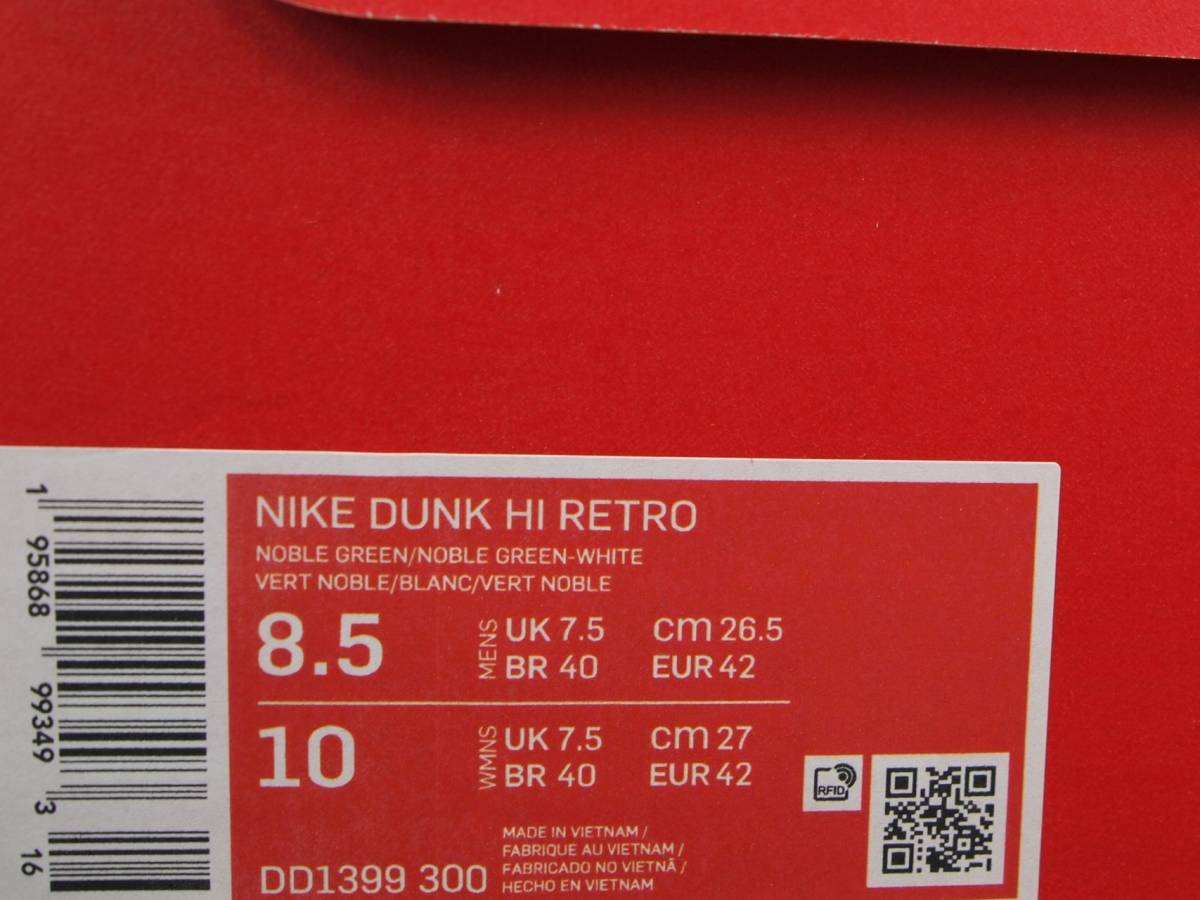 NIKE DUNK HI RETRO
NOBLE GREEN/NOBLE GREEN-WHITE
VERT NOBLE/BLANC/VERT NOBLE
8.5 MENS UK 7.5 cm 26.5
BR 40 EUR 42
10 WMNS UK 7.5 cm 27
BR 40 EUR 42
RFID
DD1399 300
MADE IN VIETNAM /
FABRIQUE AU VIETNAM /
FABRICADO NO VIETNÃ /
HECHO EN VIETNAM
1 95868 99349 3 16